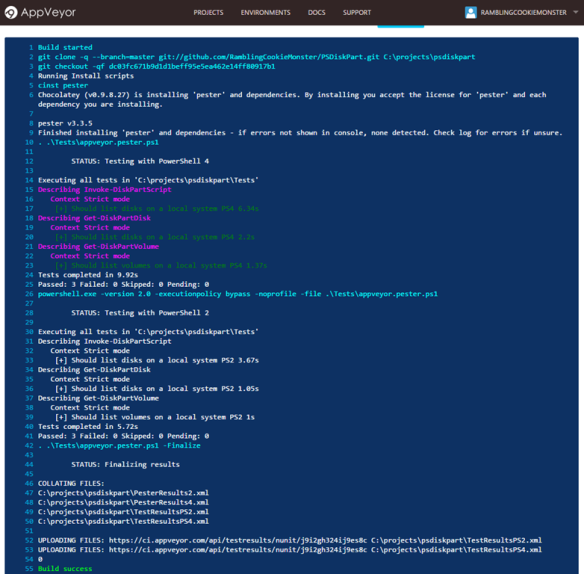 AppVeyor PROJECTS ENVIRONMENTS DOCS SUPPORT RAMBLINGCOOKIEMONSTER
1 Build started
2 git clone -q --branch=master git://github.com/RamblingCookieMonster/PSDiskPart.git C:\projects\psdiskpart
3 git checkout -qf dc03fc671b9d1d1beff95e5ea462e14ff80917b1
4 Running Install scripts
5 cinst pester
6 Chocolatey (v0.9.8.27) is installing 'pester' and dependencies. By installing you accept the license for 'pester' and each
dependency you are installing.
7
8 pester v3.3.5
9 Finished installing 'pester' and dependencies - if errors not shown in console, none detected. Check log for errors if unsure.
10 . .\Tests\appveyor.pester.ps1
11
12 STATUS: Testing with PowerShell 4
13
14 Executing all tests in 'C:\projects\psdiskpart\Tests'
15 Describing Invoke-DiskPartScript
16 Context Strict mode
17 [+] Should list disks on a local system PS4 6.34s
18 Describing Get-DiskPartDisk
19 Context Strict mode
20 [+] Should list disks on a local system PS4 2.2s
21 Describing Get-DiskPartVolume
22 Context Strict mode
23 [+] Should list volumes on a local system PS4 1.37s
24 Tests completed in 9.92s
25 Passed: 3 Failed: 0 Skipped: 0 Pending: 0
26 powershell.exe -version 2.0 -executionpolicy bypass -noprofile -file .\Tests\appveyor.pester.ps1
27
28 STATUS: Testing with PowerShell 2
29
30 Executing all tests in 'C:\projects\psdiskpart\Tests'
31 Describing Invoke-DiskPartScript
32 Context Strict mode
33 [+] Should list disks on a local system PS2 3.67s
34 Describing Get-DiskPartDisk
35 Context Strict mode
36 [+] Should list disks on a local system PS2 1.05s
37 Describing Get-DiskPartVolume
38 Context Strict mode
39 [+] Should list volumes on a local system PS2 1s
40 Tests completed in 5.72s
41 Passed: 3 Failed: 0 Skipped: 0 Pending: 0
42 . .\Tests\appveyor.pester.ps1 -Finalize
43
44 STATUS: Finalizing results
45
46 COLLATING FILES:
47 C:\projects\psdiskpart\PesterResults2.xml
48 C:\projects\psdiskpart\PesterResults4.xml
49 C:\projects\psdiskpart\TestResultsPS2.xml
50 C:\projects\psdiskpart\TestResultsPS4.xml
51
52 UPLOADING FILES: https://ci.appveyor.com/api/testresults/nunit/j9i2gh324ij9es8c C:\projects\psdiskpart\TestResultsPS2.xml
53 UPLOADING FILES: https://ci.appveyor.com/api/testresults/nunit/j9i2gh324ij9es8c C:\projects\psdiskpart\TestResultsPS4.xml
54 0
55 Build success